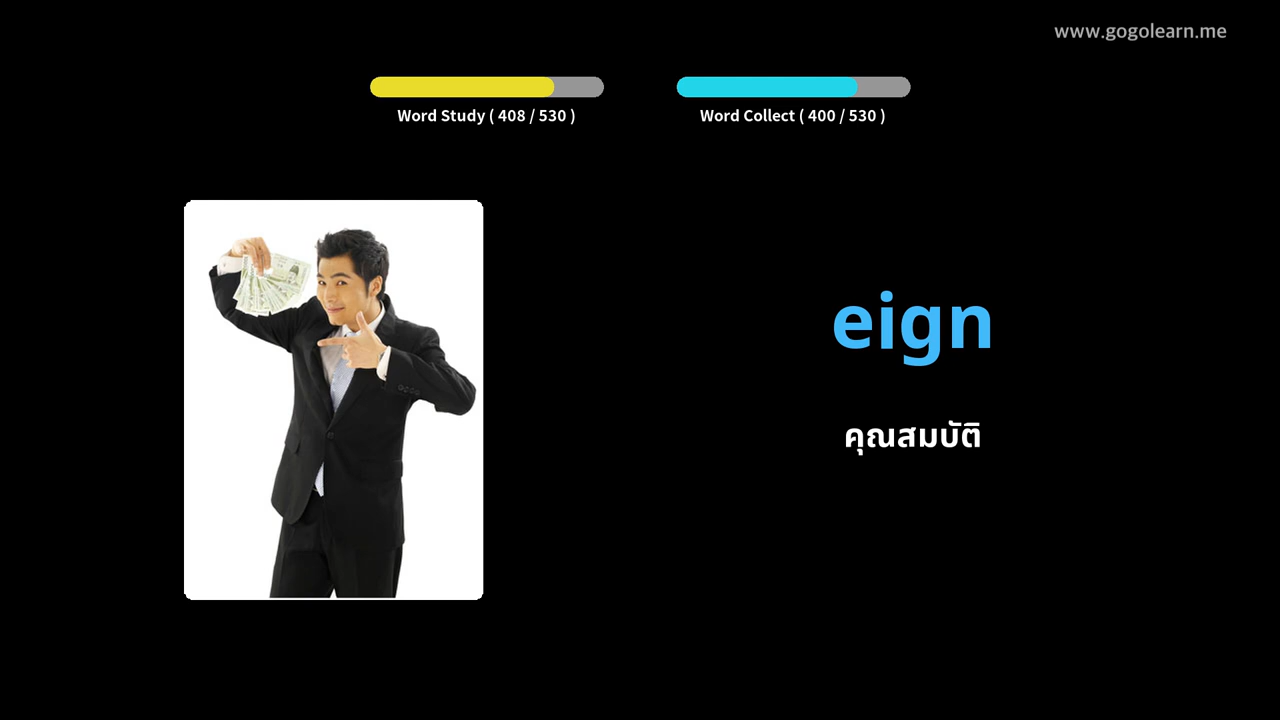 www.gogolearn.me
Word Study ( 408 / 530 )
Word Collect ( 400 / 530 )
eign
คุณสมบัติ